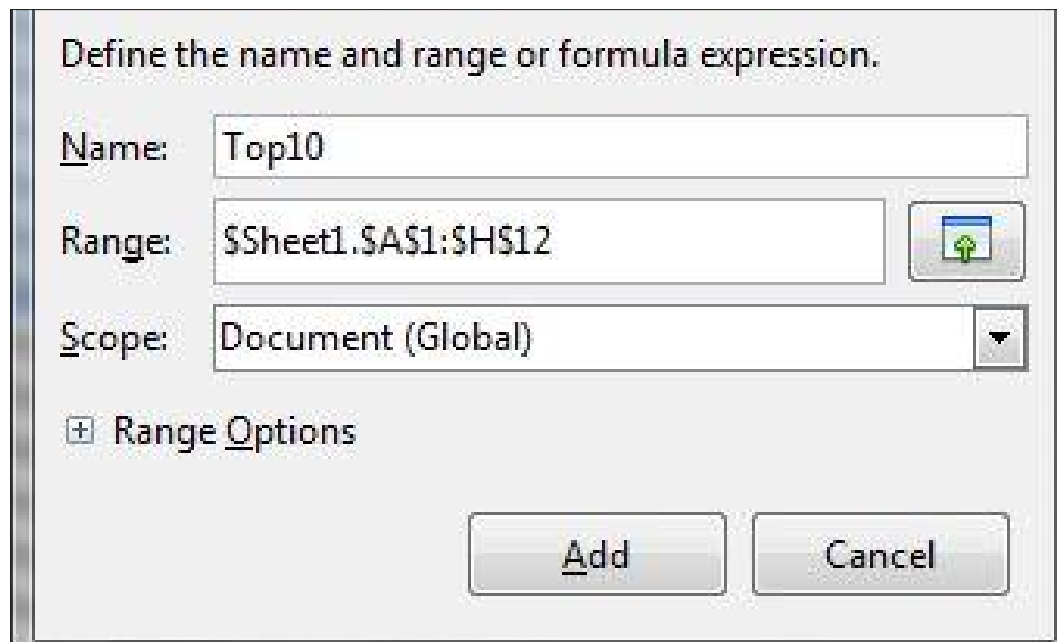 Define the name and range or formula expression.
Name: Top10
Range: $Sheet1.$A$1:$H$12
Scope: Document (Global)
Range Options
Add Cancel